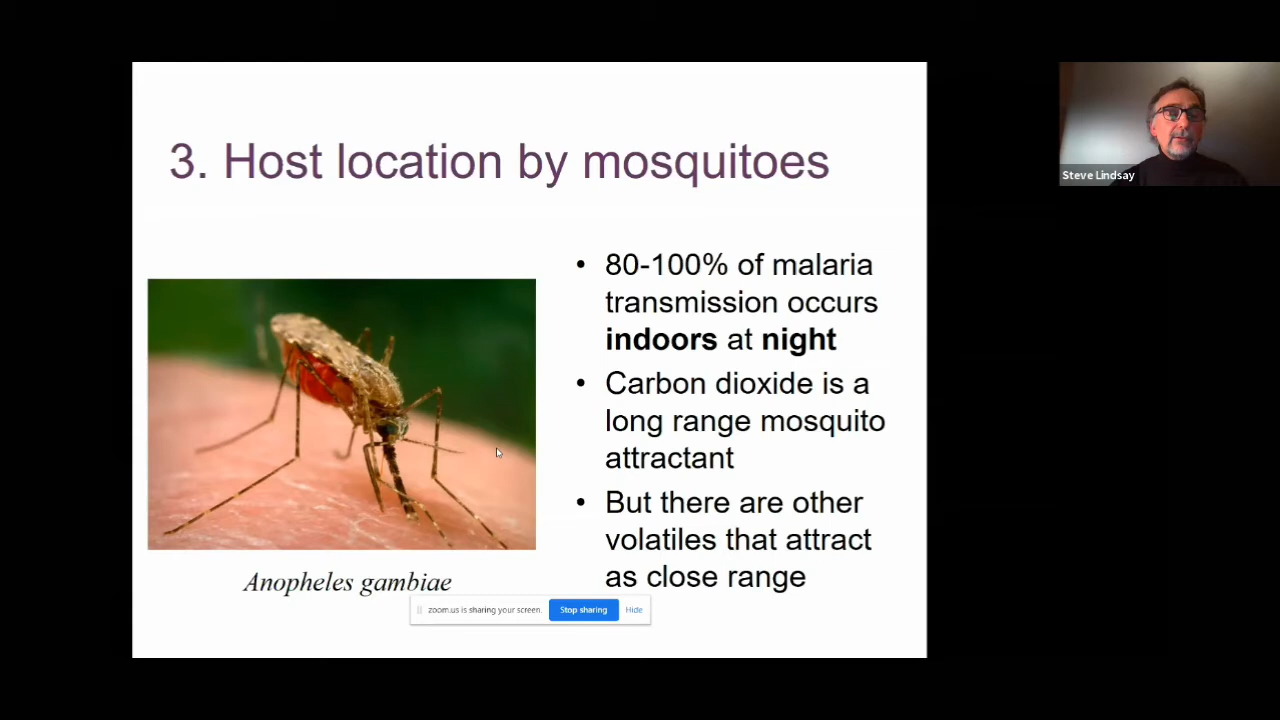 3. Host location by mosquitoes
Steve Lindsay
• 80-100% of malaria
transmission occurs
indoors at night
• Carbon dioxide is a
long range mosquito
attractant
• But there are other
volatiles that attract
as close range
Anopheles gambiae
zoom.us is sharing your screen.
Stop sharing
Hide